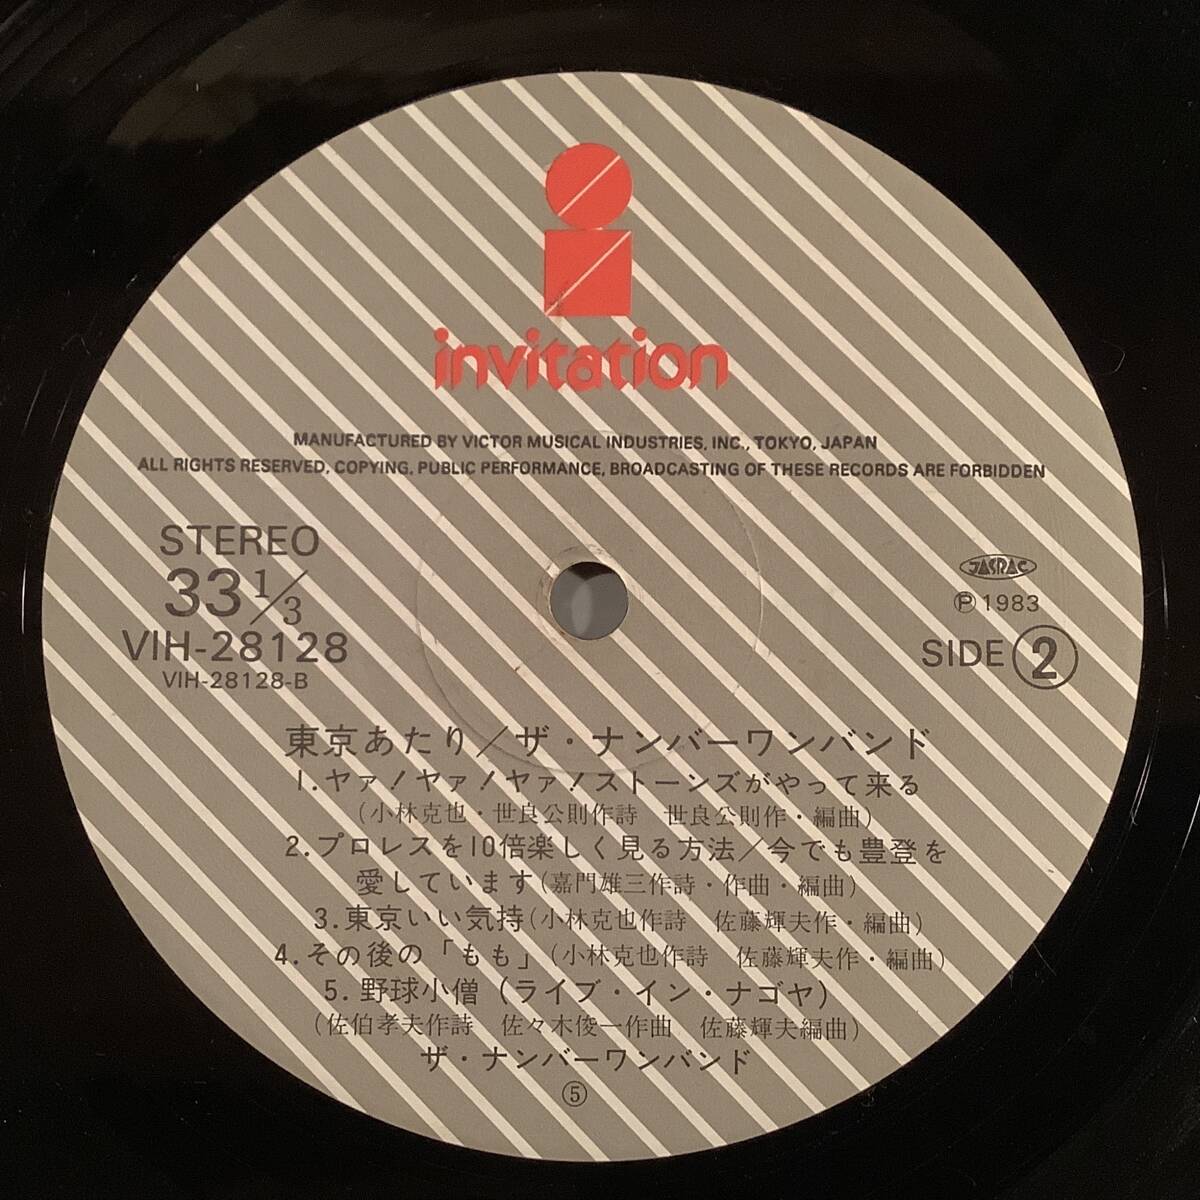 invitation
MANUFACTURED BY VICTOR MUSICAL INDUSTRIES, INC., TOKYO, JAPAN
ALL RIGHTS RESERVED, COPYING, PUBLIC PERFORMANCE, BROADCASTING OF THESE RECORDS ARE FORBIDDEN
STEREO
33 1/3
VIH-28128
VIH-28128-B
JASRAC
Ⓟ1983
SIDE ②
東京あたり/ザ・ナンバーワンバンド
1.ヤァ!ヤァ!ヤァ!ストーンズがやって来る
(小林克也・世良公則作詩 世良公則作・編曲)
2.プロレスを10倍楽しく見る方法/今でも豊登を
愛しています(嘉門雄三作詩・作曲・編曲)
3.東京いい気持(小林克也作詩 佐藤輝夫作・編曲)
4.その後の「もも」(小林克也作詩 佐藤輝夫作・編曲)
5.野球小僧(ライブ・イン・ナゴヤ)
(佐伯孝夫作詩 佐々木俊一作曲 佐藤輝夫編曲)
ザ・ナンバーワンバンド
⑤